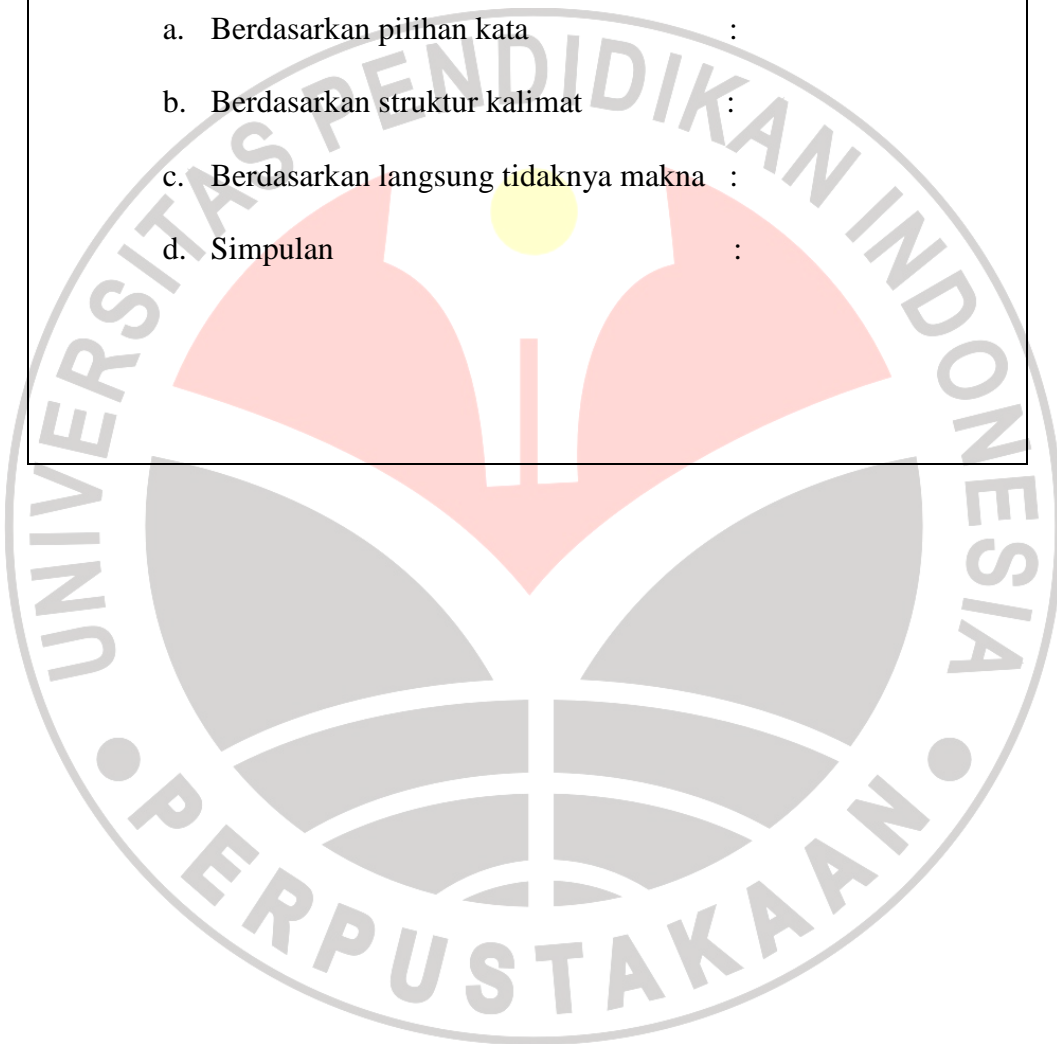 a. Berdasarkan pilihan kata :
b. Berdasarkan struktur kalimat :
c. Berdasarkan langsung tidaknya makna :
d. Simpulan :
UNIVERSITAS PENDIDIKAN INDONESIA
PERPUSTAKAAN